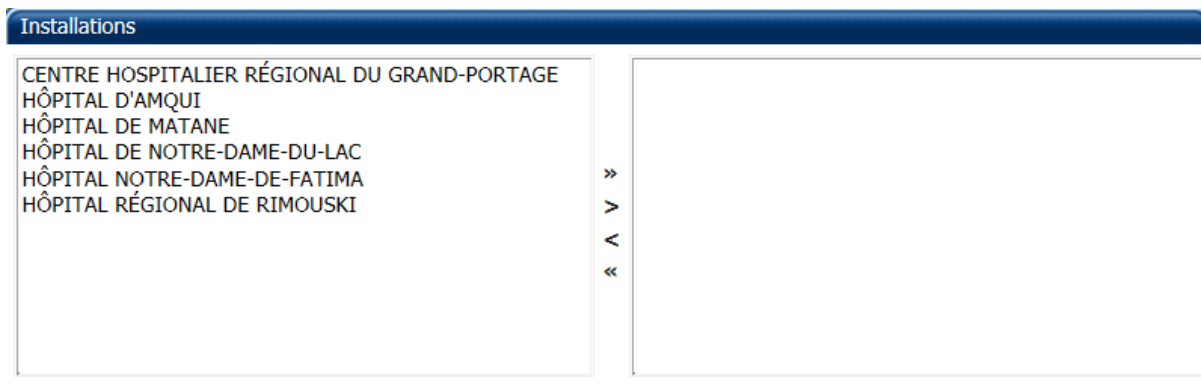 Installations
CENTRE HOSPITALIER RÉGIONAL DU GRAND-PORTAGE
HÔPITAL D'AMQUI
HÔPITAL DE MATANE
HÔPITAL DE NOTRE-DAME-DU-LAC
HÔPITAL NOTRE-DAME-DE-FATIMA
HÔPITAL RÉGIONAL DE RIMOUSKI
»
>
<
«